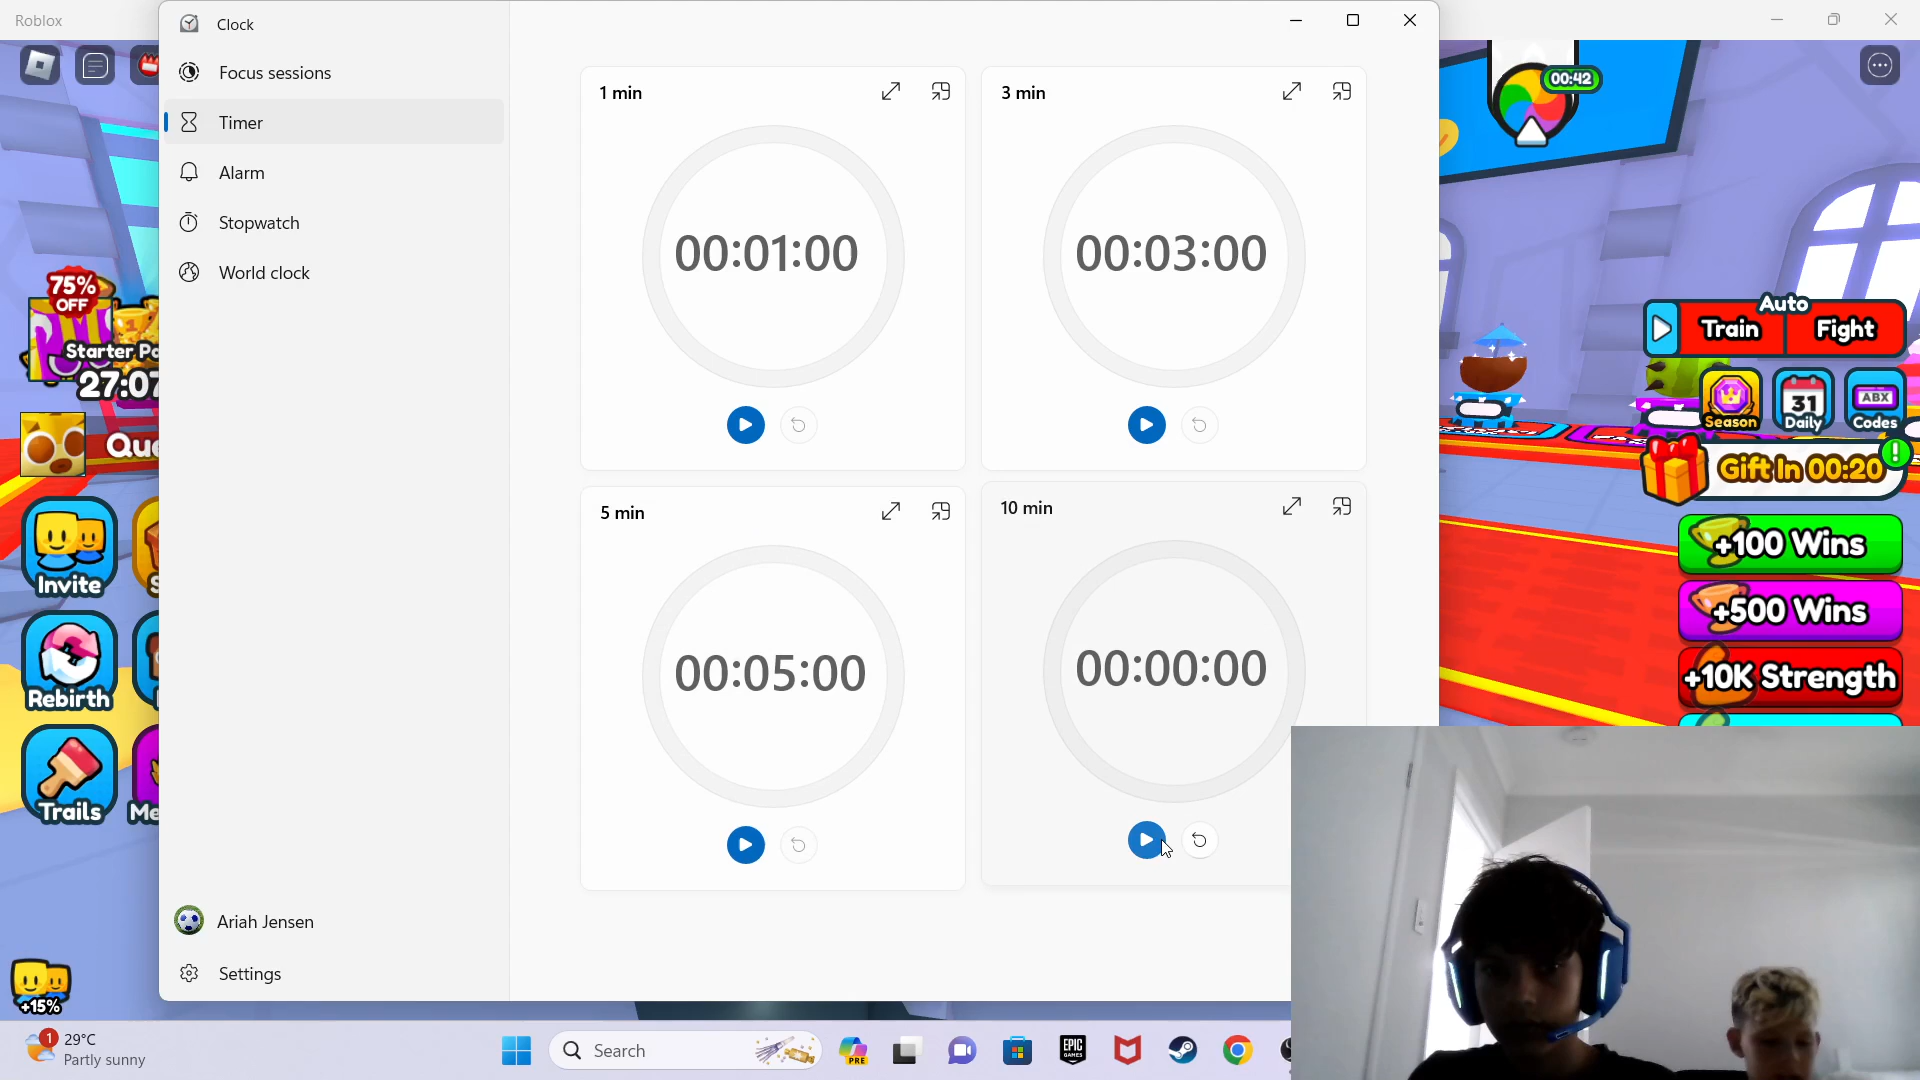 Roblox
Clock
Focus sessions
Timer
Alarm
Stopwatch
World clock
Ariah Jensen
Settings
1 min
00:01:00
3 min
00:03:00
5 min
00:05:00
10 min
00:00:00
75%
OFF
Starter
27:07
Invite
Rebirth
Trails
+15%
00:42
Auto
Train
Fight
Season
31
Daily
ABX
Codes
Gift In 00:20
!
+100 Wins
+500 Wins
+10K Strength
1
29°C
Partly sunny
Search
PRE
EPIC
GAMES